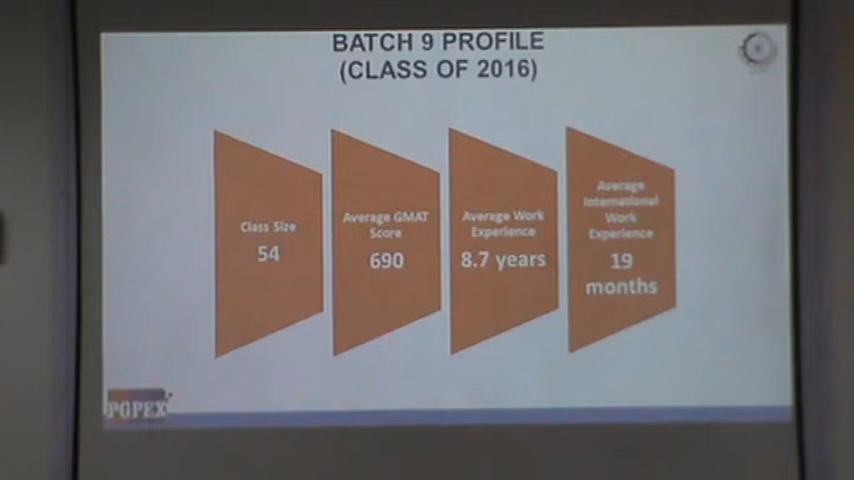 BATCH 9 PROFILE
(CLASS OF 2016)
Class Size
54
Average GMAT
Score
690
Average Work
Experience
8.7 years
Average
International
Work
Experience
19
months
PGPEX